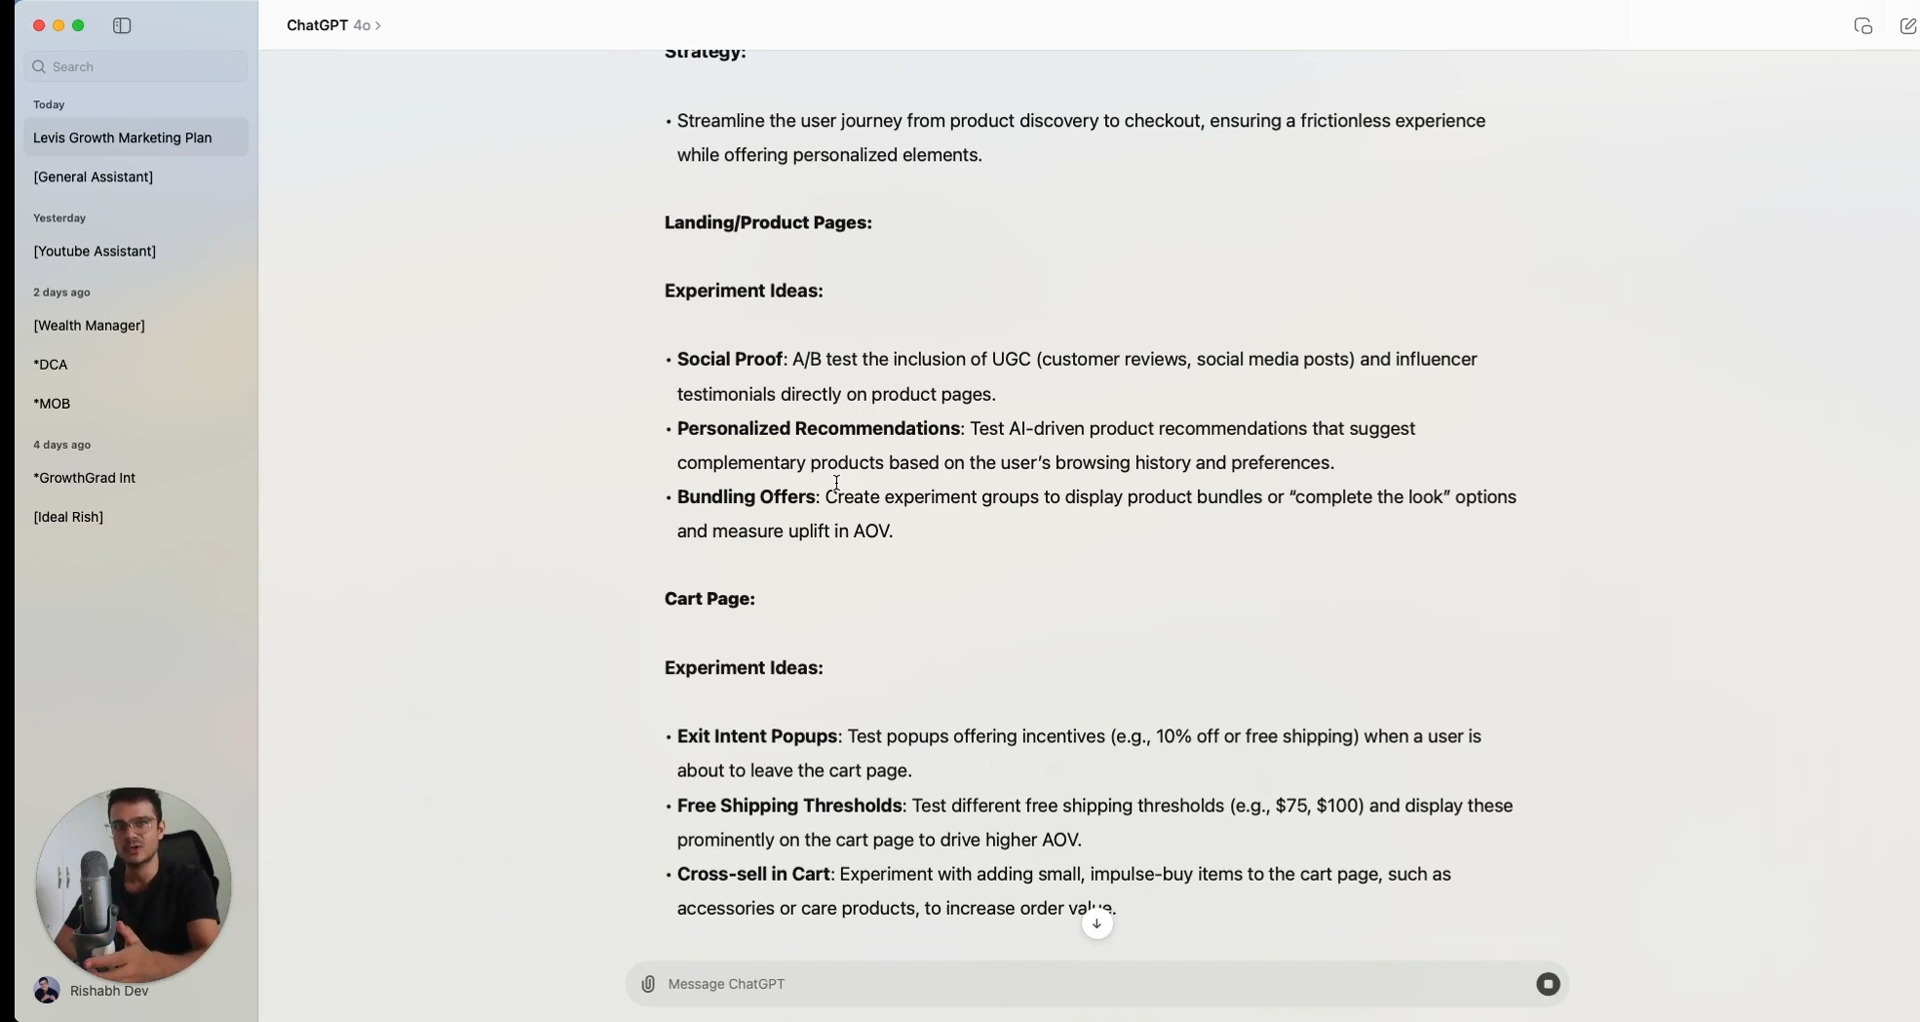 ChatGPT 4o >
Search
Today
Levis Growth Marketing Plan
[General Assistant]
Yesterday
[Youtube Assistant]
2 days ago
[Wealth Manager]
*DCA
*MOB
4 days ago
*GrowthGrad Int
[Ideal Rish]
Rishabh Dev
Strategy:
• Streamline the user journey from product discovery to checkout, ensuring a frictionless experience
while offering personalized elements.
Landing/Product Pages:
Experiment Ideas:
• Social Proof: A/B test the inclusion of UGC (customer reviews, social media posts) and influencer
testimonials directly on product pages.
• Personalized Recommendations: Test AI-driven product recommendations that suggest
complementary products based on the user’s browsing history and preferences.
• Bundling Offers: Create experiment groups to display product bundles or “complete the look” options
and measure uplift in AOV.
Cart Page:
Experiment Ideas:
• Exit Intent Popups: Test popups offering incentives (e.g., 10% off or free shipping) when a user is
about to leave the cart page.
• Free Shipping Thresholds: Test different free shipping thresholds (e.g., $75, $100) and display these
prominently on the cart page to drive higher AOV.
• Cross-sell in Cart: Experiment with adding small, impulse-buy items to the cart page, such as
accessories or care products, to increase order value.
Message ChatGPT